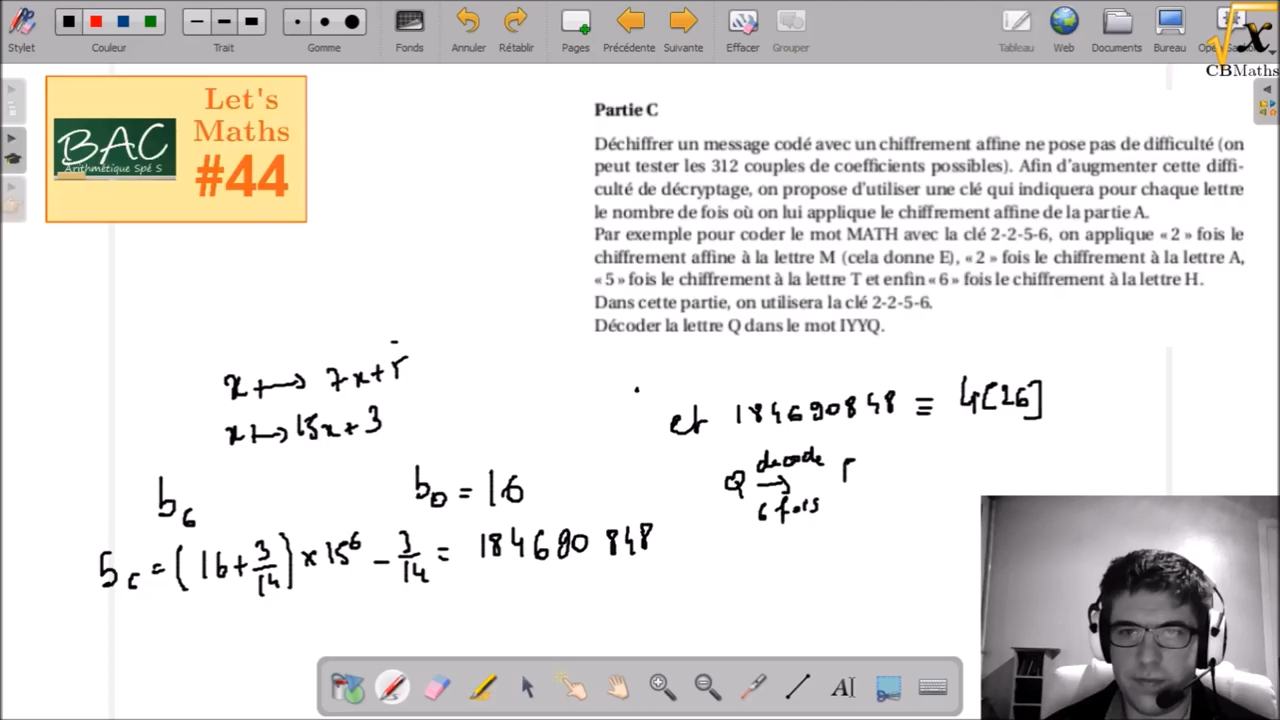 Stylet
Couleur
Trait
Gomme
Fonds
Annuler
Rétablir
Pages
Précédente
Suivante
Effacer
Grouper
Tableau
Web
Documents
Bureau
√x
CBMaths
BAC
Arithmétique Spé S
Let's
Maths
#44
Partie C
Déchiffrer un message codé avec un chiffrement affine ne pose pas de difficulté (on
peut tester les 312 couples de coefficients possibles). Afin d'augmenter cette diffi-
culté de décryptage, on propose d'utiliser une clé qui indiquera pour chaque lettre
le nombre de fois où on lui applique le chiffrement affine de la partie A.
Par exemple pour coder le mot MATH avec la clé 2-2-5-6, on applique « 2 » fois le
chiffrement affine à la lettre M (cela donne E), « 2 » fois le chiffrement à la lettre A,
« 5 » fois le chiffrement à la lettre T et enfin « 6 » fois le chiffrement à la lettre H.
Dans cette partie, on utilisera la clé 2-2-5-6.
Décoder la lettre Q dans le mot IYYQ.
x ⟼ 7x+5
x ⟼ 15x+3
b₆
b₀ = 16
b₆ = (16+3/14) × 15⁶ − 3/14 = 184690848
et 184690848 ≡ 4[26]
Q decode →
6 fois
AI